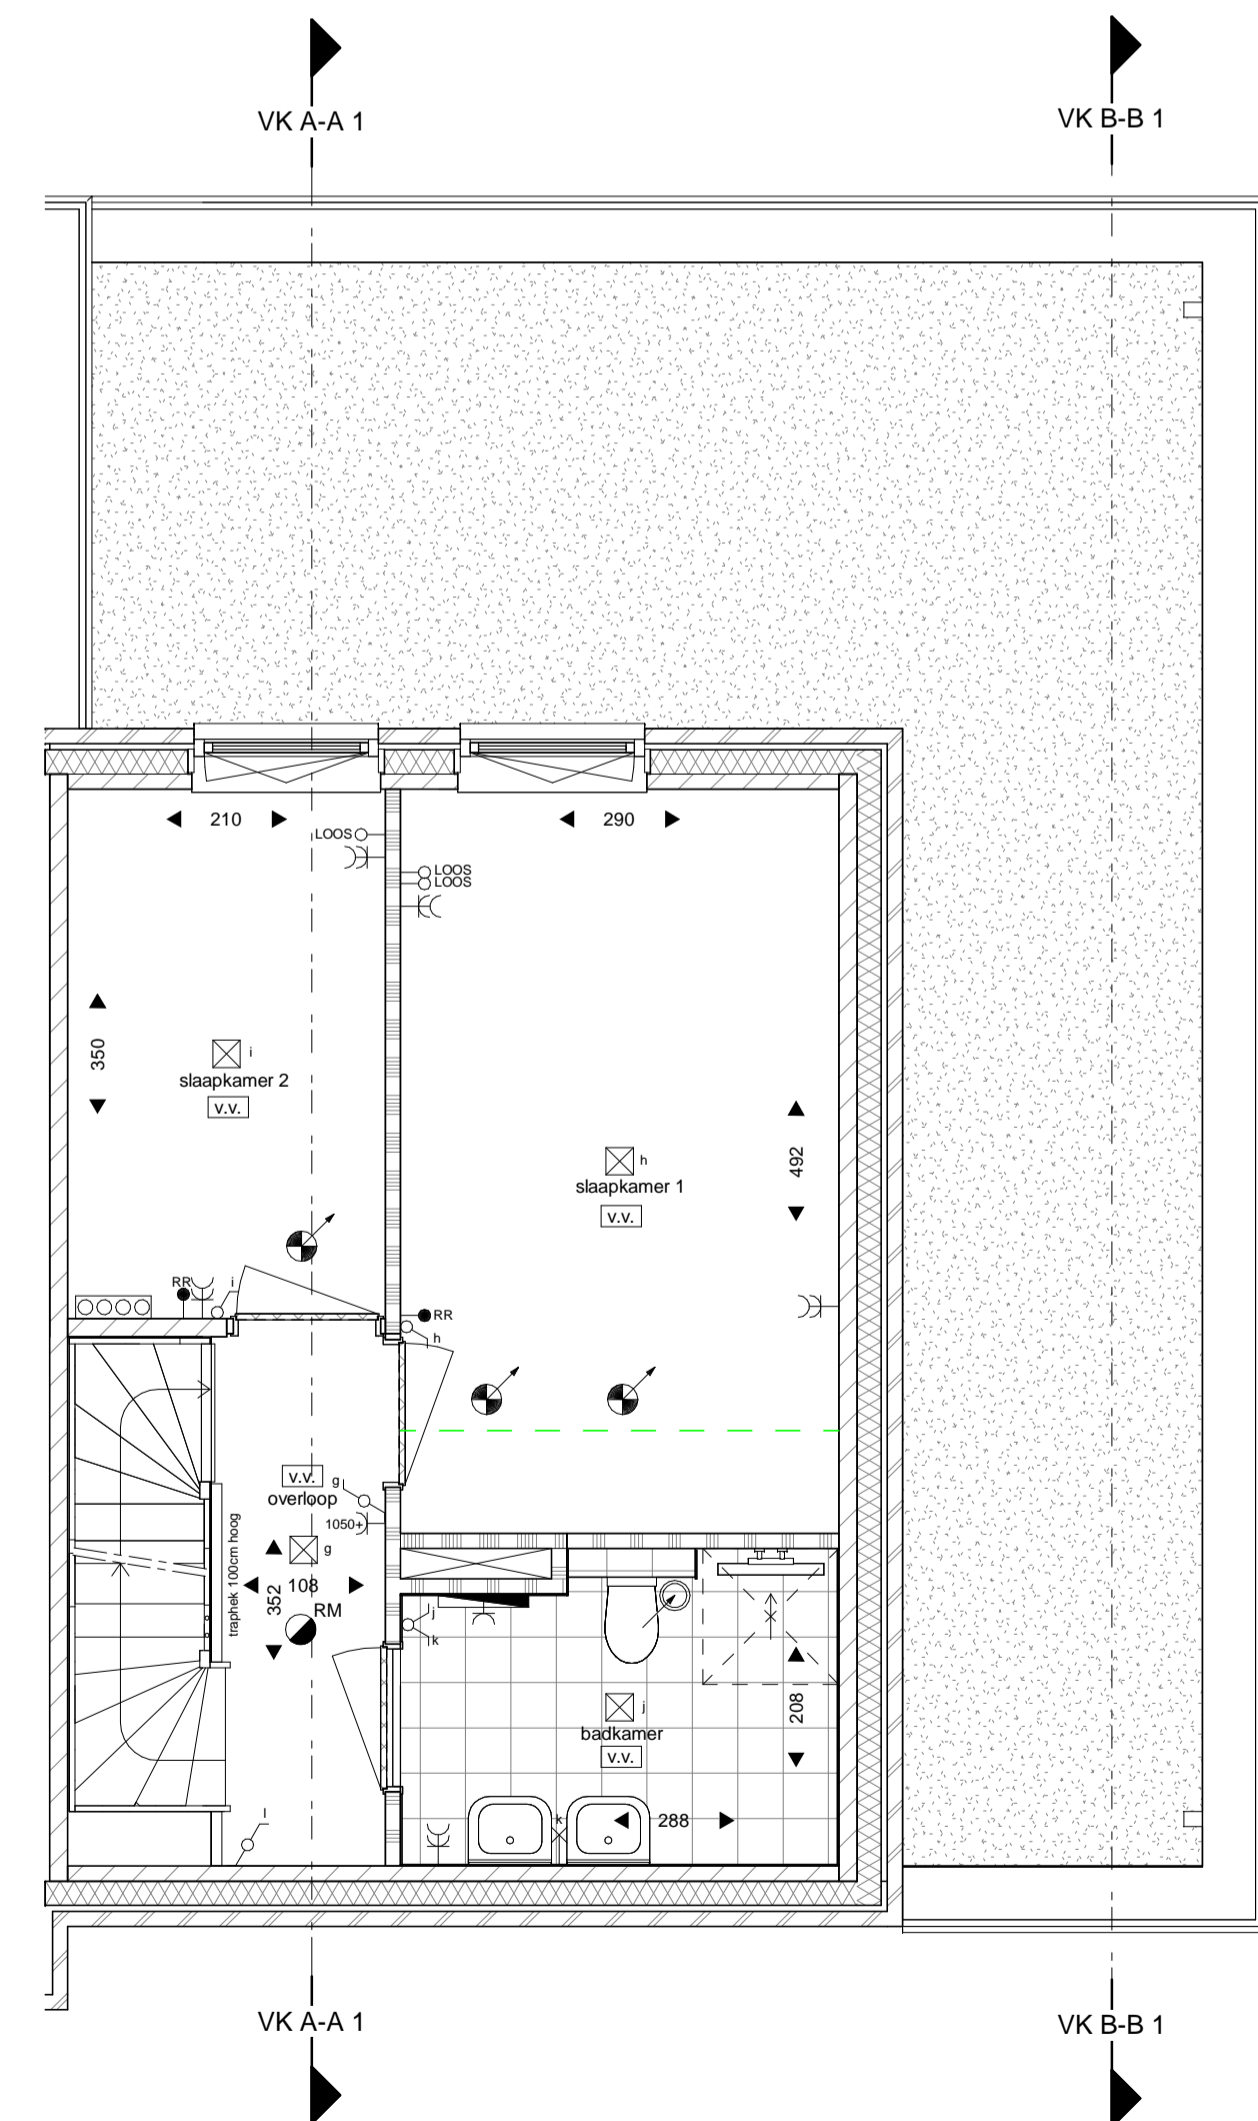 VK A-A 1
VK B-B 1
210
290
LOOS
LOOS
LOOS
350
i
slaapkamer 2
v.v.
492
h
slaapkamer 1
v.v.
RR
i
RR
h
v.v.
g
overloop
1050+
traphek 100cm hoog
g
108
352
RM
j
k
j
badkamer
v.v.
208
k
288
l
VK A-A 1
VK B-B 1